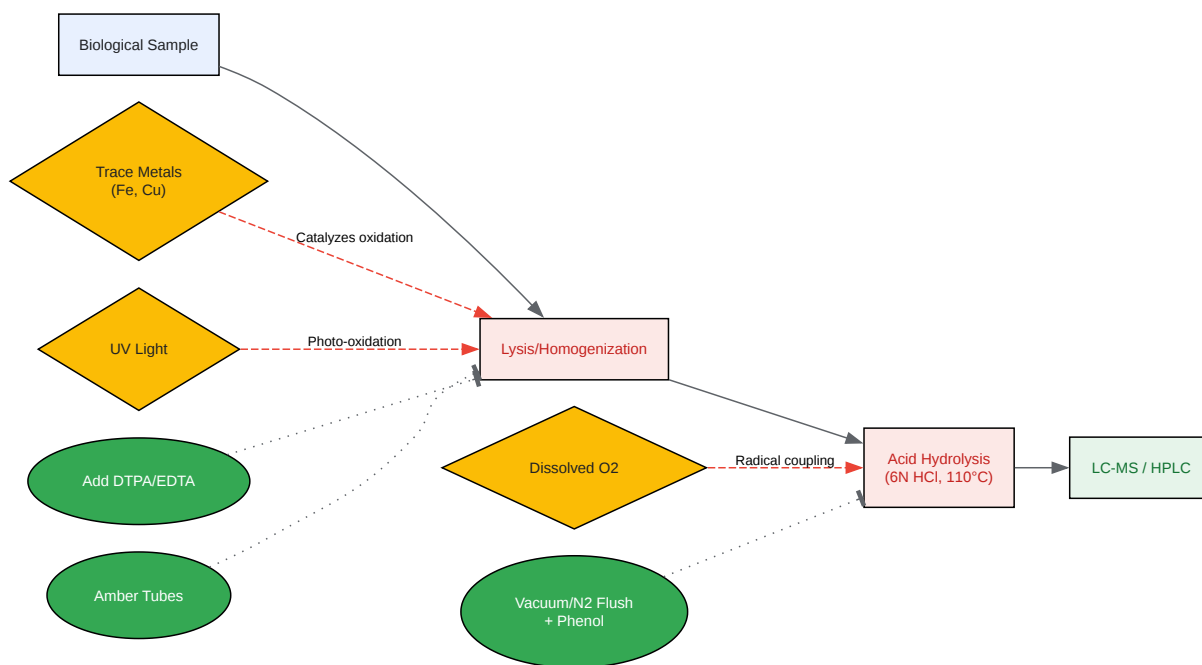 Biological Sample
Trace Metals
(Fe, Cu)
Catalyzes oxidation
UV Light
Photo-oxidation
Lysis/Homogenization
Add DTPA/EDTA
Dissolved O2
Radical coupling
Acid Hydrolysis
(6N HCl, 110°C)
LC-MS / HPLC
Amber Tubes
Vacuum/N2 Flush
+ Phenol